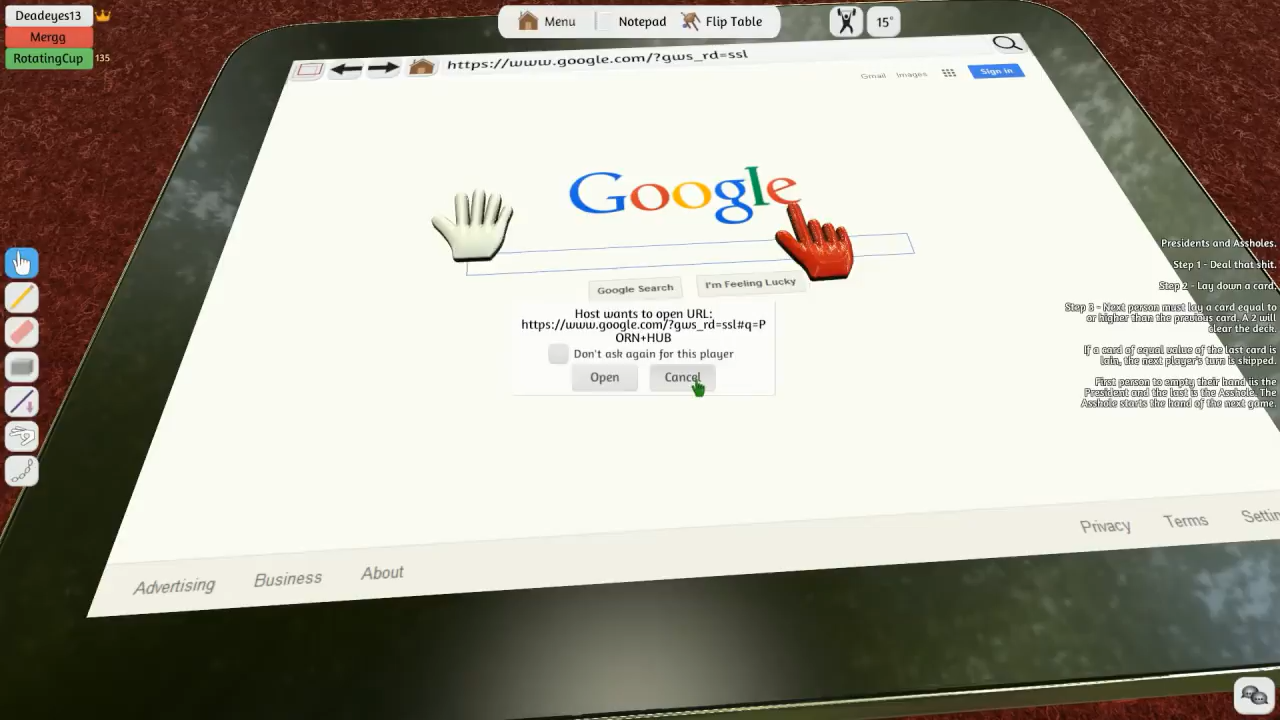 Deadeyes13
Mergg
RotatingCup 135
Menu Notepad Flip Table
15°
https://www.google.com/?gws_rd=ssl
Gmail Images Sign in
Google
Google Search I'm Feeling Lucky
Host wants to open URL:
https://www.google.com/?gws_rd=ssl#q=P
ORN+HUB
Don't ask again for this player
Open Cancel
Presidents and Assholes.
Step 1 - Deal that shit.
Step 2 - Lay down a card.
Step 3 - Next person must lay a card equal to
or higher than the previous card. A 2 will
clear the deck.
If a card of equal value of the last card is
lain, the next player's turn is skipped.
First person to empty their hand is the
President and the last is the Asshole. The
Asshole starts the hand of the next game.
Advertising Business About
Privacy Terms